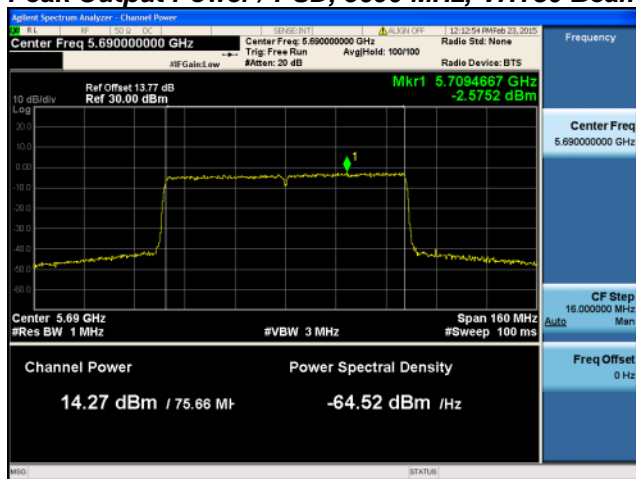 Peak Output Power / PSD, 5690 MHz, VHT80 Beam
Agilent Spectrum Analyzer - Channel Power
RL RF 50 Ω DC SENSE:INT ALIGN OFF 12:12:54 PM Feb 23, 2015
Center Freq 5.690000000 GHz
Center Freq: 5.690000000 GHz
Trig: Free Run Avg|Hold: 100/100
#IFGain:Low #Atten: 20 dB
Radio Std: None
Radio Device: BTS
Frequency
Ref Offset 13.77 dB
10 dB/div Ref 30.00 dBm
Mkr1 5.7094667 GHz
-2.5752 dBm
Log
20.0
10.0
0.00
-10.0
-20.0
-30.0
-40.0
-50.0
-60.0
1
Center Freq
5.690000000 GHz
Center 5.69 GHz
#Res BW 1 MHz
#VBW 3 MHz
Span 160 MHz
#Sweep 100 ms
CF Step
16.000000 MHz
Auto Man
Channel Power
14.27 dBm / 75.66 MH
Power Spectral Density
-64.52 dBm /Hz
Freq Offset
0 Hz
MSG STATUS